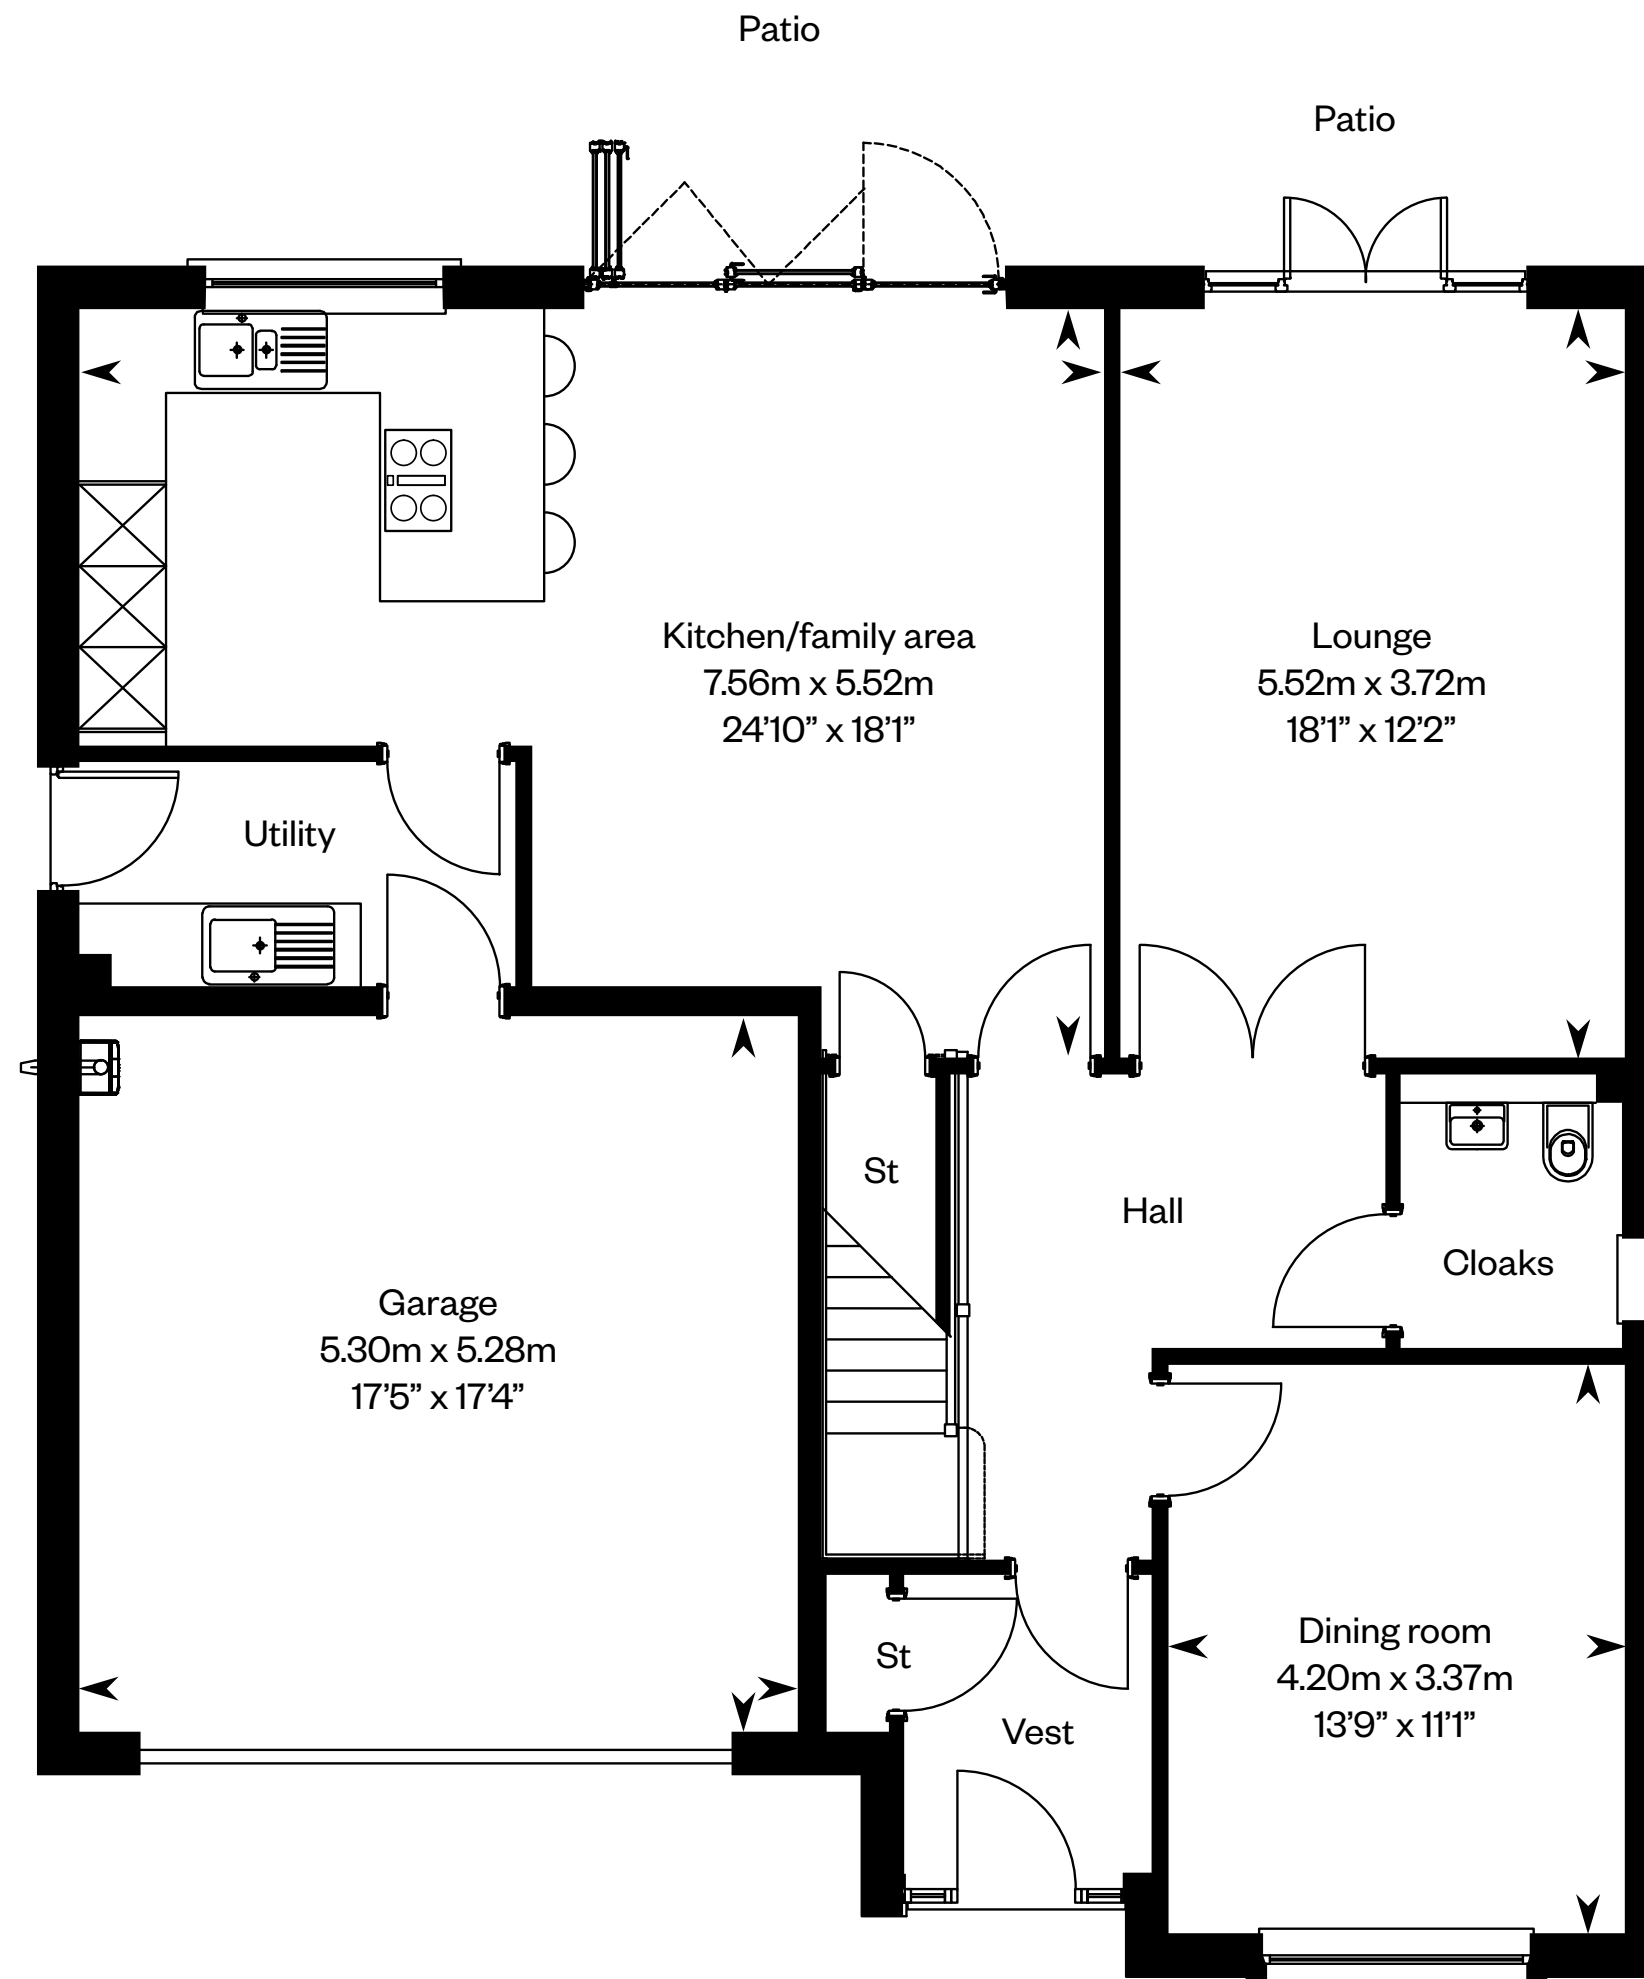 Patio
Patio
Kitchen/family area
7.56m x 5.52m
24'10” x 18'1”
Lounge
5.52m x 3.72m
18'1” x 12'2”
Utility
St
Hall
Cloaks
Garage
5.30m x 5.28m
17'5” x 17'4”
St
Vest
Dining room
4.20m x 3.37m
13'9” x 11'1”